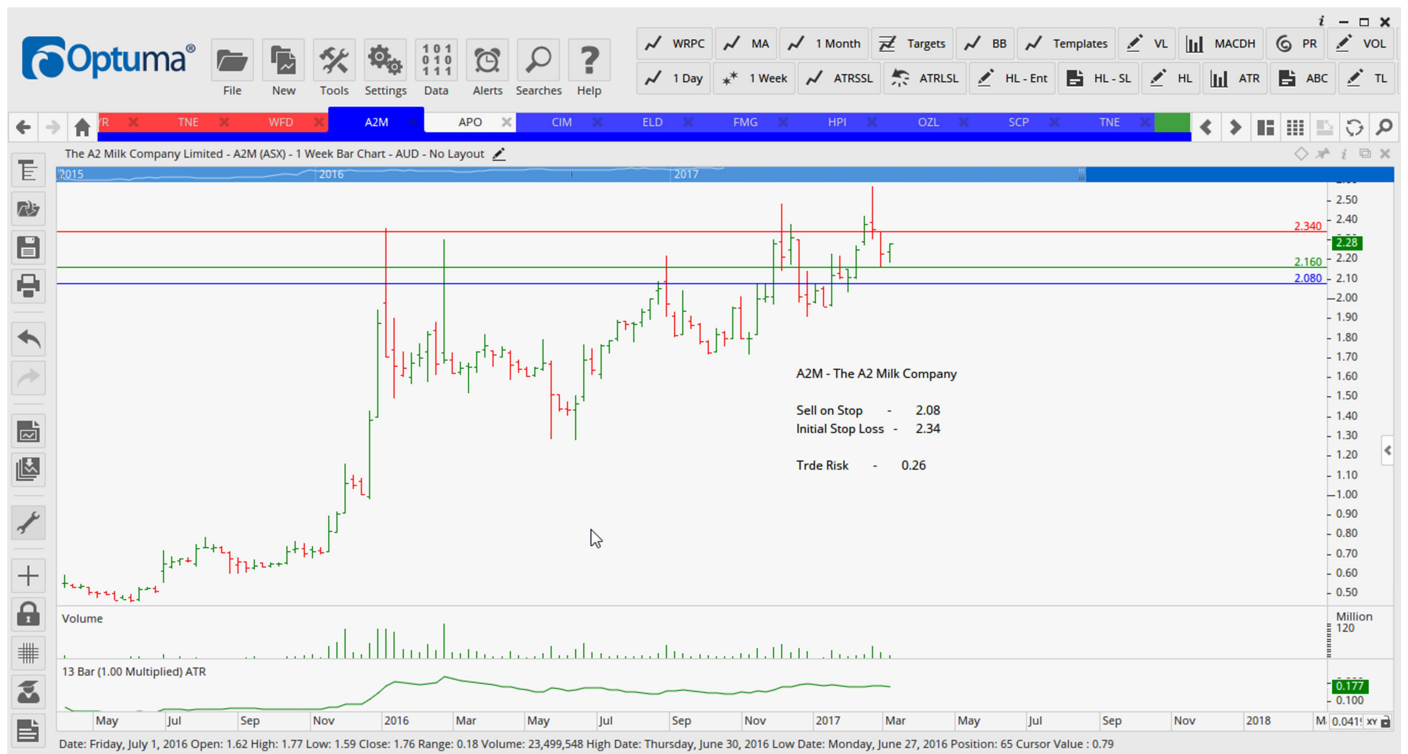 Optuma®
File New Tools Settings Data Alerts Searches Help
WRPC MA 1 Month Targets BB Templates VL MACDH PR VOL
1 Day 1 Week ATRSSL ATRLSL HL - Ent HL - SL HL ATR ABC TL
TNE WFD A2M APO CIM ELD FMG HPI OZL SCP TNE
The A2 Milk Company Limited - A2M (ASX) - 1 Week Bar Chart - AUD - No Layout
2015 2016 2017
2.50
2.40
2.340
2.28
2.20
2.160
2.10
2.080
2.00
1.90
1.80
1.70
A2M - The A2 Milk Company
1.60
1.50
Sell on Stop - 2.08
1.40
Initial Stop Loss - 2.34
1.30
1.20
Trde Risk - 0.26
1.10
1.00
0.90
0.80
0.70
0.60
0.50
Volume
Million
120
13 Bar (1.00 Multiplied) ATR
0.177
0.100
May Jul Sep Nov 2016 Mar May Jul Sep Nov 2017 Mar May Jul Sep Nov 2018 XY
Date: Friday, July 1, 2016 Open: 1.62 High: 1.77 Low: 1.59 Close: 1.76 Range: 0.18 Volume: 23,499,548 High Date: Thursday, June 30, 2016 Low Date: Monday, June 27, 2016 Position: 65 Cursor Value : 0.79